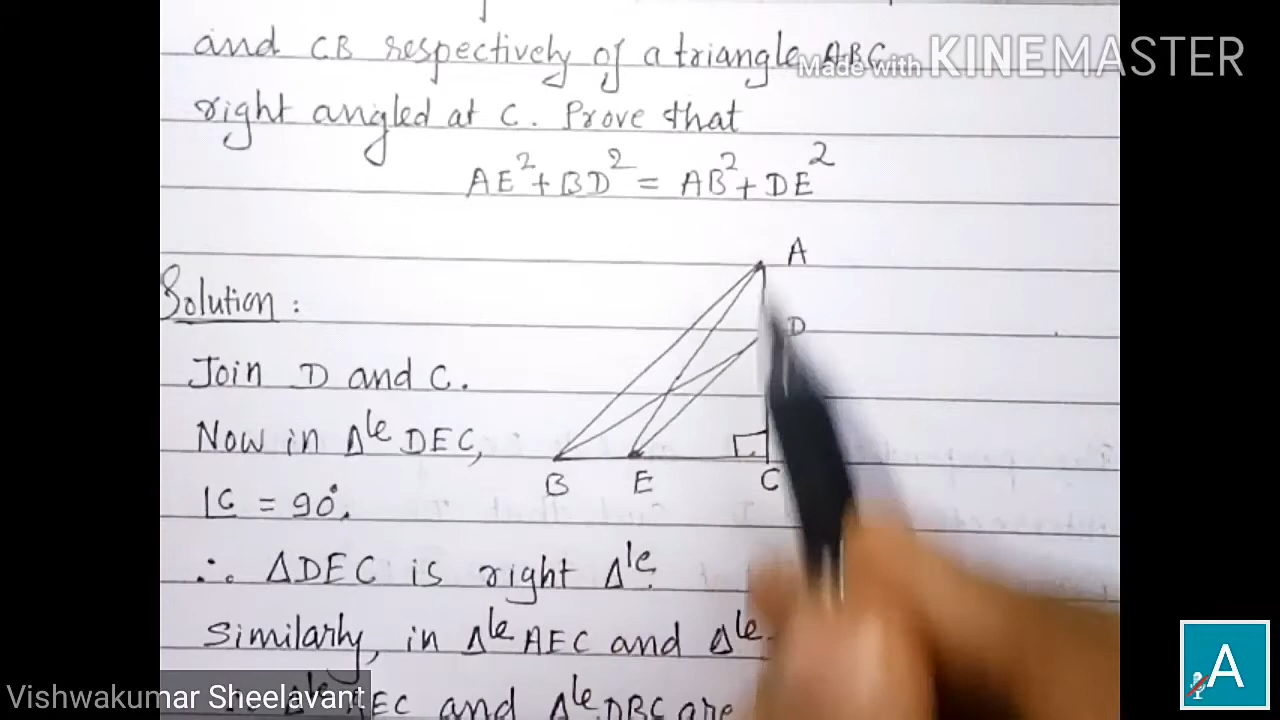 and CB respectively of a triangle ABC
Made with KINEMASTER
right angled at C. Prove that
AE² + BD² = AB² + DE²
A
Solution :
D
Join D and C.
Now in Δle DEC,
B E C
∠C = 90°.
∴ ΔDEC is right Δle.
Similarly, in Δle AEC and Δle
A
Vishwakumar Sheelavant
EC and Δle DBC are